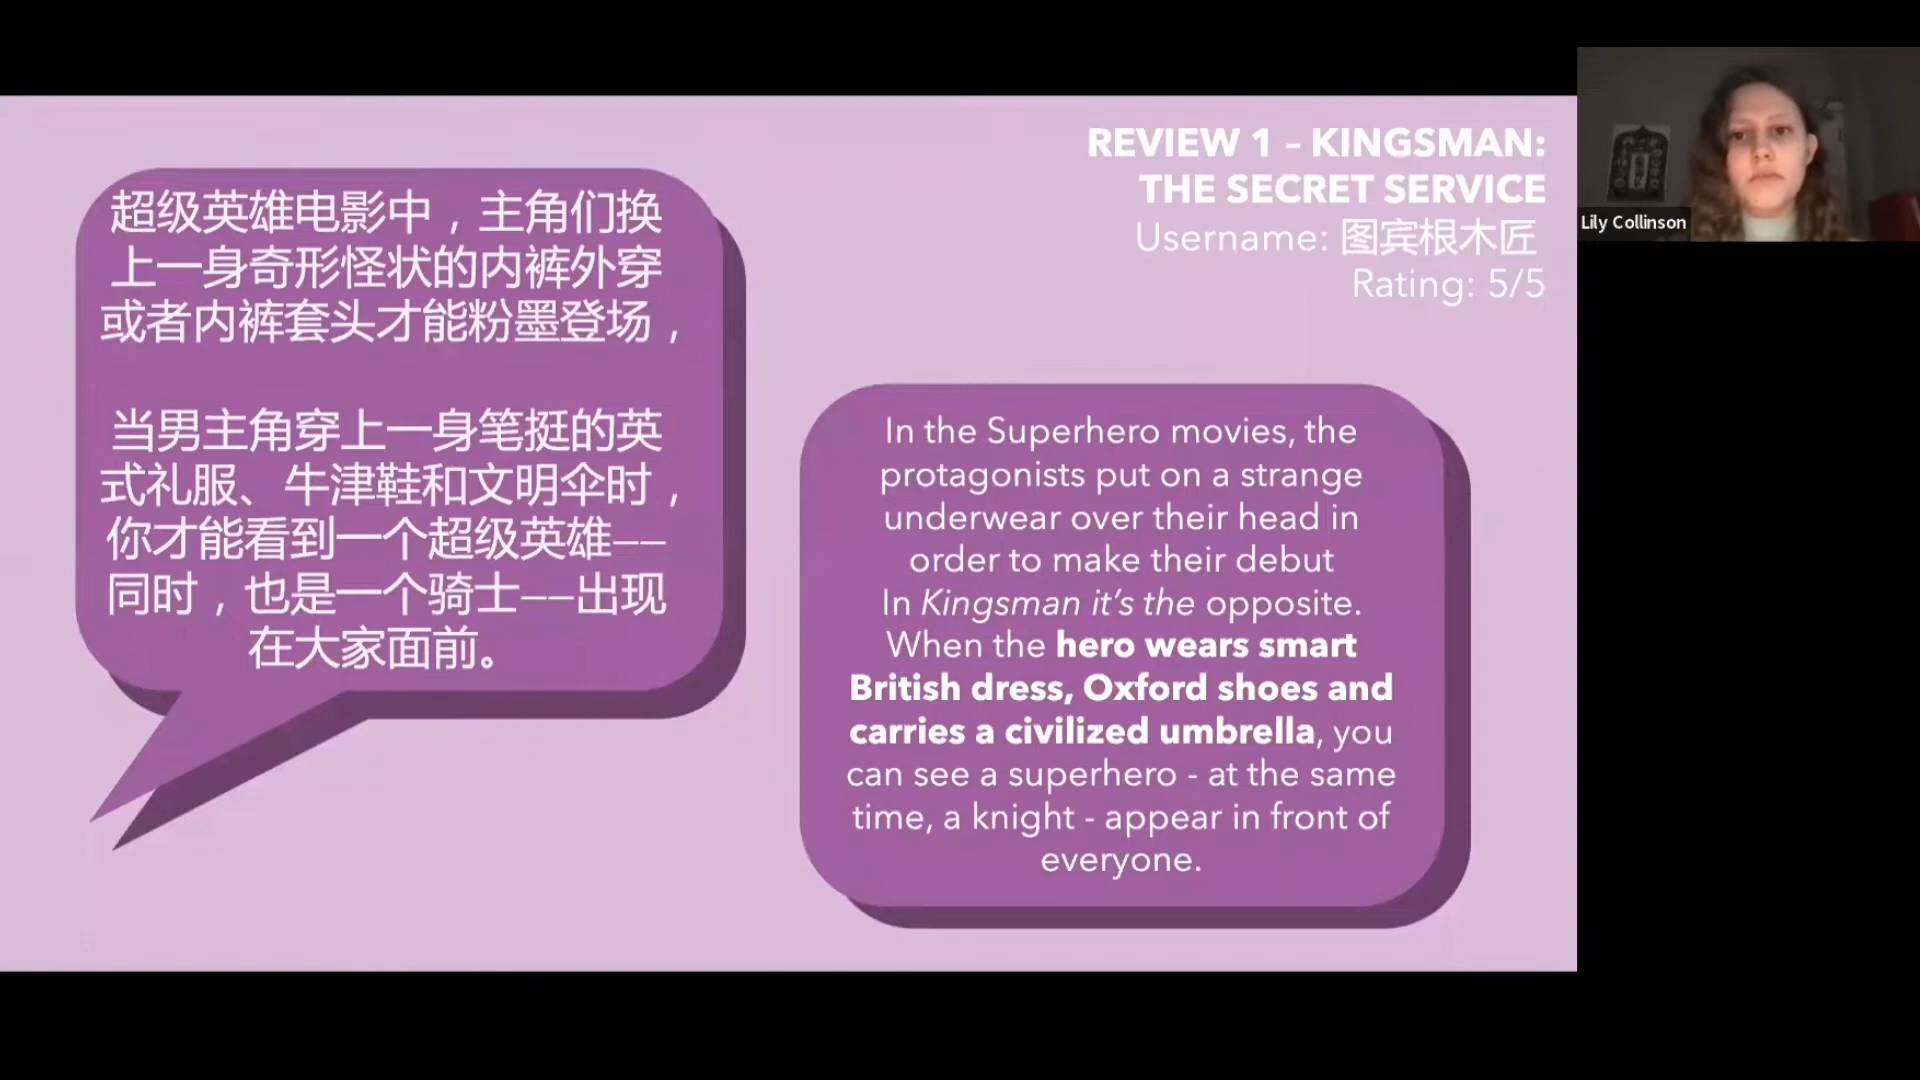 超级英雄电影中，主角们换
上一身奇形怪状的内裤外穿
或者内裤套头才能粉墨登场，
当男主角穿上一身笔挺的英
式礼服、牛津鞋和文明伞时，
你才能看到一个超级英雄——
同时，也是一个骑士——出现
在大家面前。
REVIEW 1 – KINGSMAN:
THE SECRET SERVICE
Username: 图宾根木匠
Rating: 5/5
In the Superhero movies, the
protagonists put on a strange
underwear over their head in
order to make their debut
In Kingsman it's the opposite.
When the hero wears smart
British dress, Oxford shoes and
carries a civilized umbrella, you
can see a superhero - at the same
time, a knight - appear in front of
everyone.
Lily Collinson